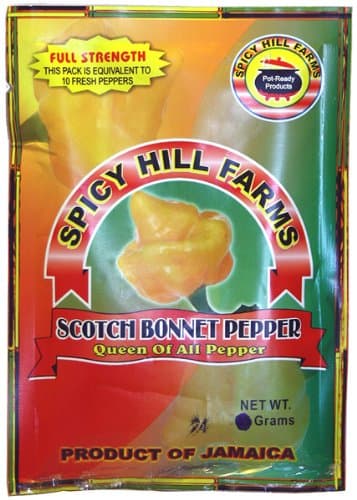 FULL STRENGTH
THIS PACK IS EQUIVALENT TO
10 FRESH PEPPERS
SPICY HILL FARMS
Pot-Ready
Products
SPICY HILL FARMS
SCOTCH BONNET PEPPER
Queen Of All Pepper
NET WT.
24 Grams
PRODUCT OF JAMAICA